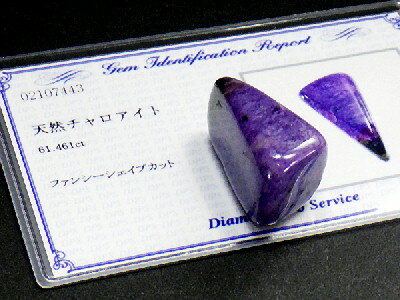 Gem Identification Report
02107443
天然チャロアイト
61.461ct
ファンシーシェイプカット
Service